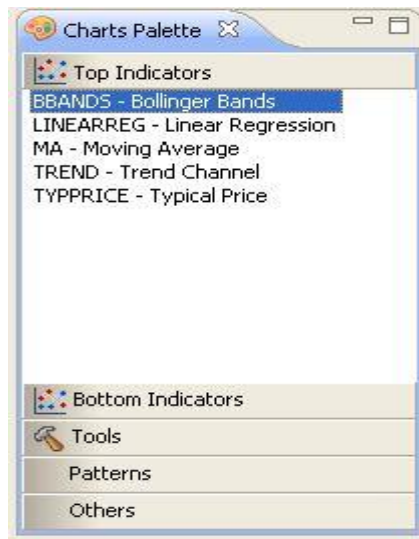 Charts Palette
Top Indicators
BBANDS - Bollinger Bands
LINEARREG - Linear Regression
MA - Moving Average
TREND - Trend Channel
TYPPRICE - Typical Price
Bottom Indicators
Tools
Patterns
Others